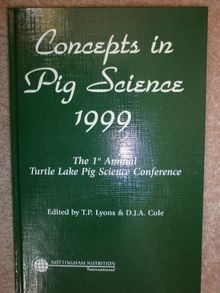 Concepts in
Pig Science
1999
The 1st Annual
Turtle Lake Pig Science Conference
Edited by T.P. Lyons & D.J.A. Cole
NOTTINGHAM NUTRITION
International